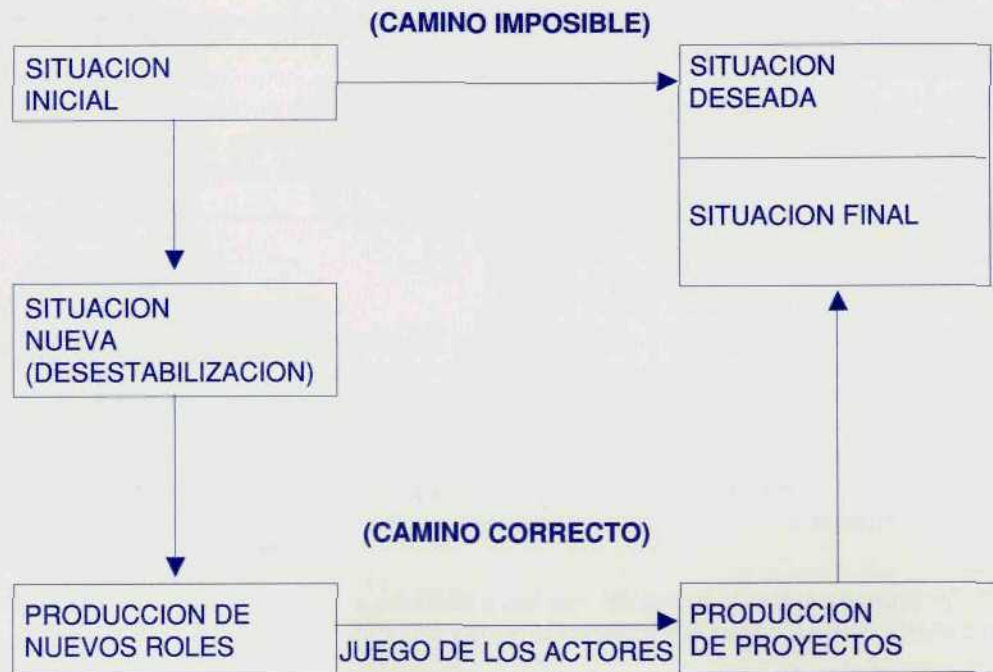 (CAMINO IMPOSIBLE)
SITUACION
INICIAL
SITUACION
DESEADA
SITUACION FINAL
SITUACION
NUEVA
(DESESTABILIZACION)
(CAMINO CORRECTO)
PRODUCCION DE
NUEVOS ROLES
JUEGO DE LOS ACTORES
PRODUCCION
DE PROYECTOS